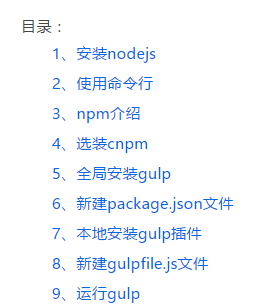 目录：
1、安装nodejs
2、使用命令行
3、npm介绍
4、选装cnpm
5、全局安装gulp
6、新建package.json文件
7、本地安装gulp插件
8、新建gulpfile.js文件
9、运行gulp